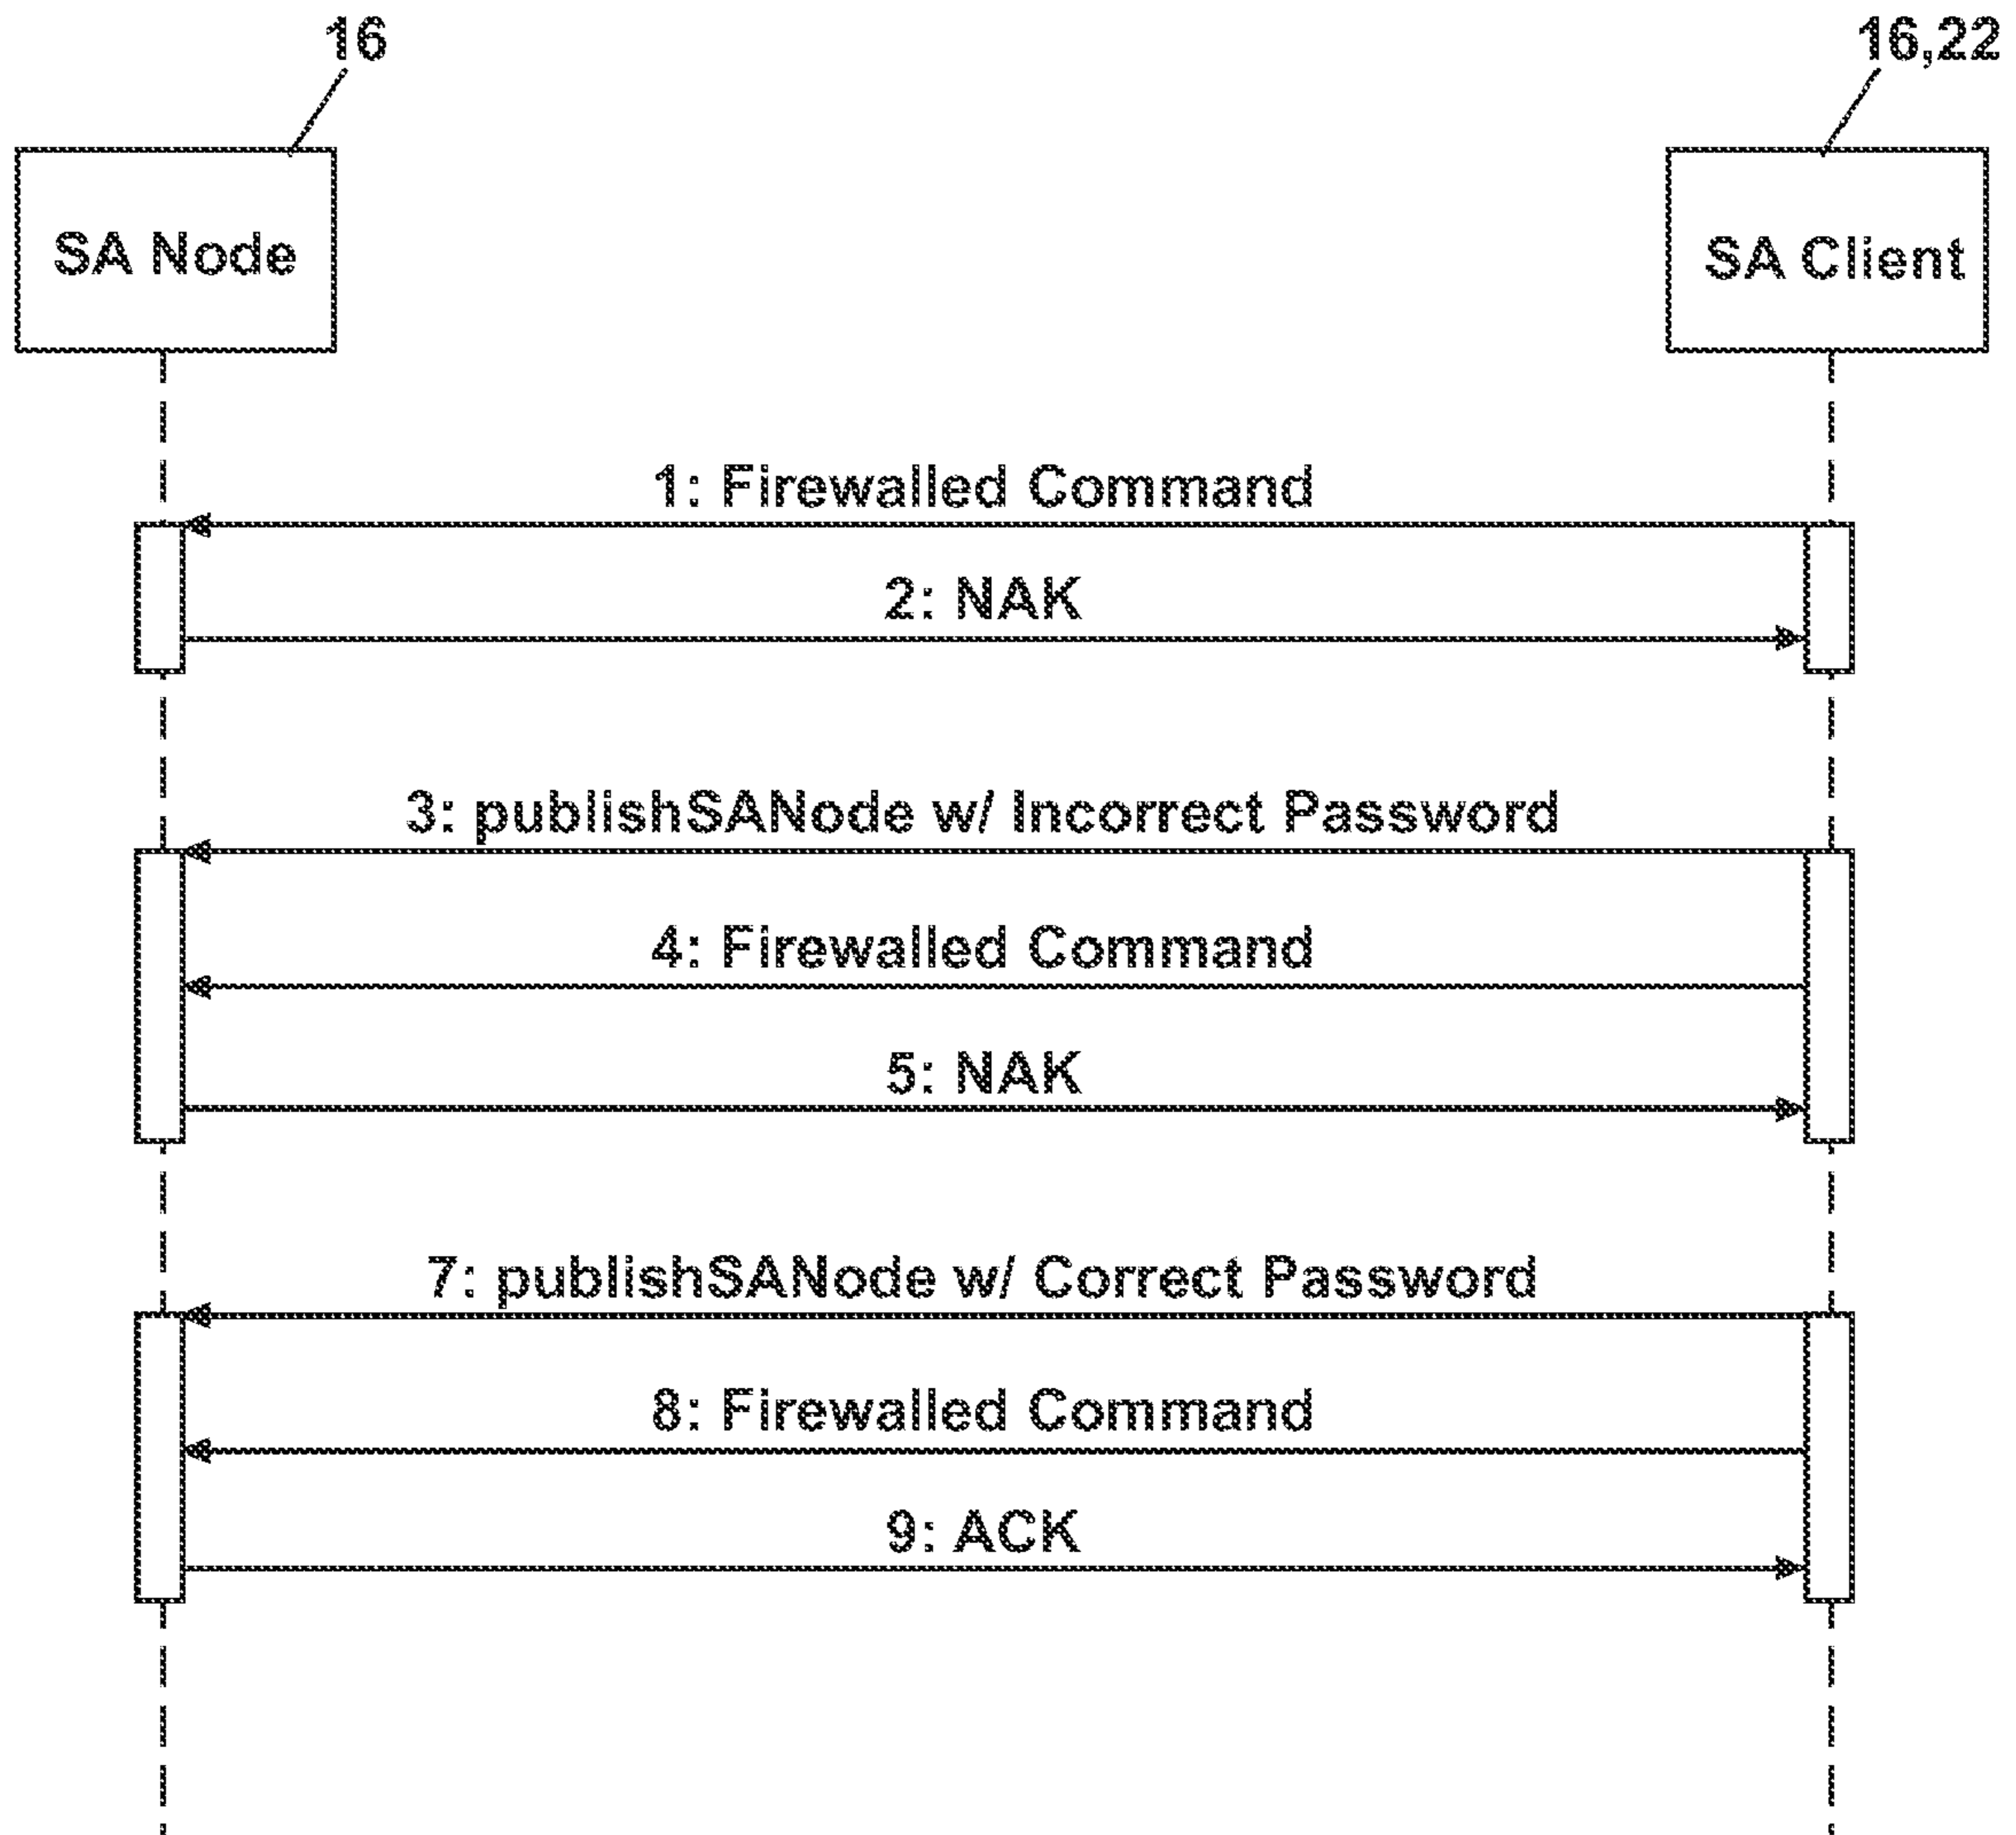 16
16,22
SA Node
SA Client
1: Firewalled Command
2: NAK
3: publishSANode w/ Incorrect Password
4: Firewalled Command
5: NAK
7: publishSANode w/ Correct Password
8: Firewalled Command
9: ACK